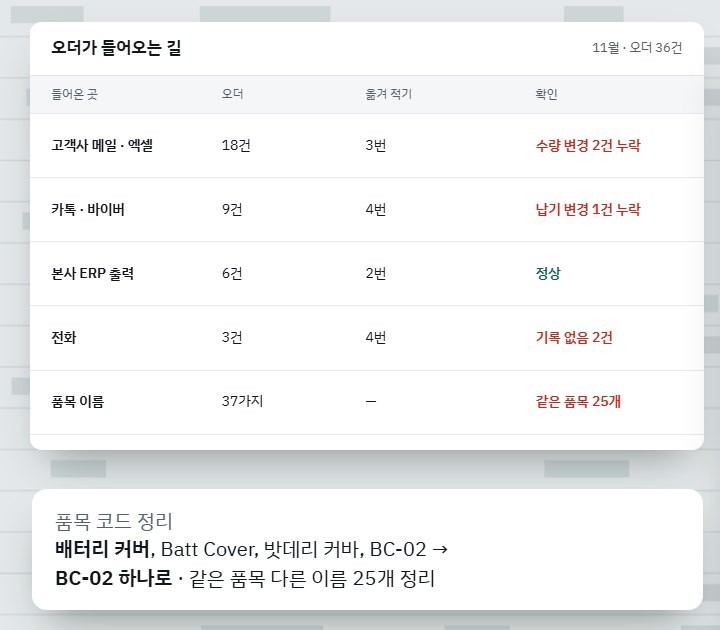 오더가 들어오는 길 11월 · 오더 36건
들어온 곳 오더 옮겨 적기 확인
고객사 메일 · 엑셀 18건 3번 수량 변경 2건 누락
카톡 · 바이버 9건 4번 납기 변경 1건 누락
본사 ERP 출력 6건 2번 정상
전화 3건 4번 기록 없음 2건
품목 이름 37가지 — 같은 품목 25개
품목 코드 정리
배터리 커버, Batt Cover, 밧데리 커바, BC-02 →
BC-02 하나로 · 같은 품목 다른 이름 25개 정리